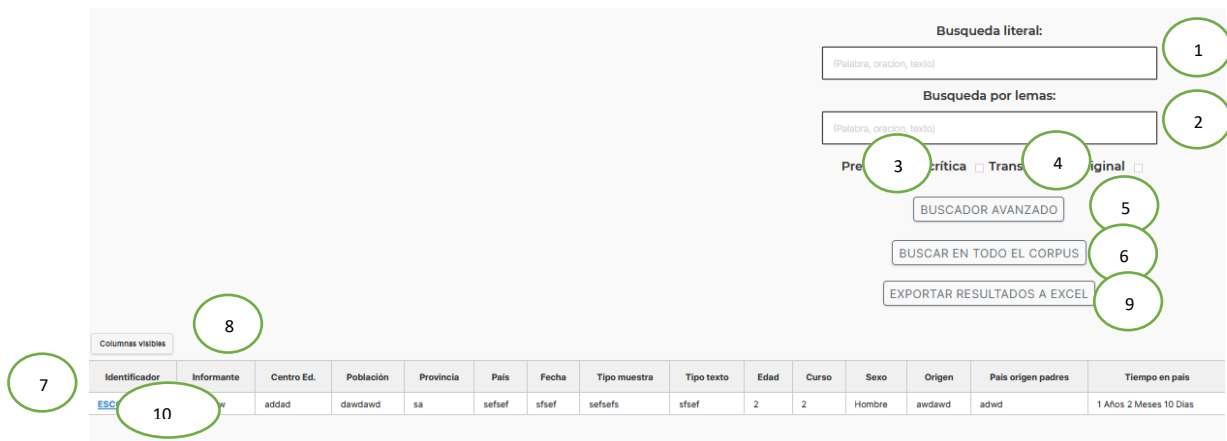 Busqueda literal:
1
(Palabra, oracion, texto)
Busqueda por lemas:
2
(Palabra, oracion, texto)
3 crítica 4
BUSCADOR AVANZADO 5
BUSCAR EN TODO EL CORPUS 6
EXPORTAR RESULTADOS A EXCEL 9
8
Columnas visibles
7 Identificador Informante Centro Ed. Población Provincia País Fecha Tipo muestra Tipo texto Edad Curso Sexo Origen Pais origen padres Tiempo en pais
10 addad dawdawd sa sefsef sfsef sefsefs sfsef 2 2 Hombre awdawd adwd 1 Años 2 Meses 10 Dias